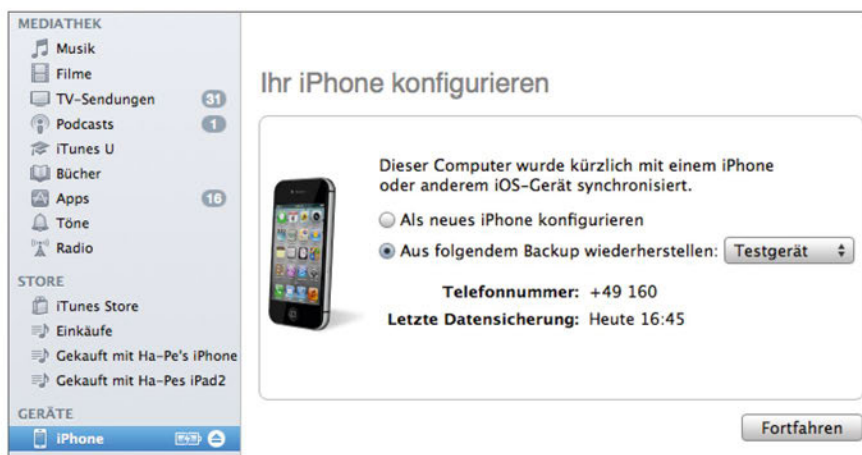 MEDIATHEK
Musik
Filme
TV-Sendungen 31
Podcasts 1
iTunes U
Bücher
Apps 16
Töne
Radio
STORE
iTunes Store
Einkäufe
Gekauft mit Ha-Pe's iPhone
Gekauft mit Ha-Pes iPad2
GERÄTE
iPhone
Ihr iPhone konfigurieren
Dieser Computer wurde kürzlich mit einem iPhone
oder anderem iOS-Gerät synchronisiert.
Als neues iPhone konfigurieren
Aus folgendem Backup wiederherstellen: Testgerät
Telefonnummer: +49 160
Letzte Datensicherung: Heute 16:45
Fortfahren